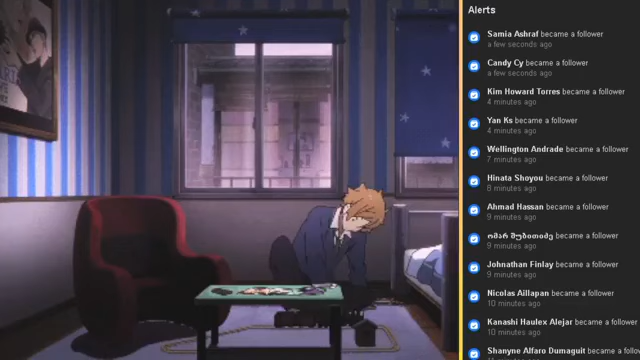 Alerts
Samia Ashraf became a follower
a few seconds ago
Candy Cy became a follower
a few seconds ago
Kim Howard Torres became a follower
4 minutes ago
Yan Ks became a follower
4 minutes ago
Wellington Andrade became a follower
7 minutes ago
Hinata Shoyou became a follower
8 minutes ago
Ahmad Hassan became a follower
9 minutes ago
ომარ შუბითიძე became a follower
9 minutes ago
Johnathan Finlay became a follower
9 minutes ago
Nicolas Aillapan became a follower
10 minutes ago
Kanashi Haulex Alejar became a follower
10 minutes ago
Shanyne Alfaro Dumaguit became a follow